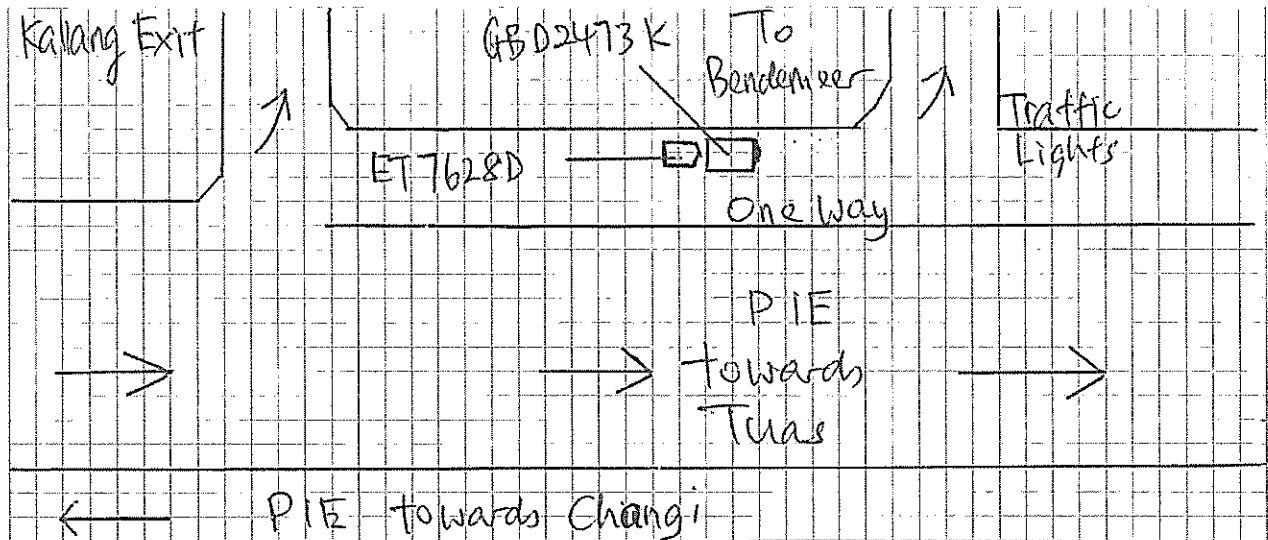 Kallang Exit
GBD2473K
To
Bendemeer
Traffic
Lights
ET7628D
One Way
PIE
towards
Tuas
PIE towards Changi